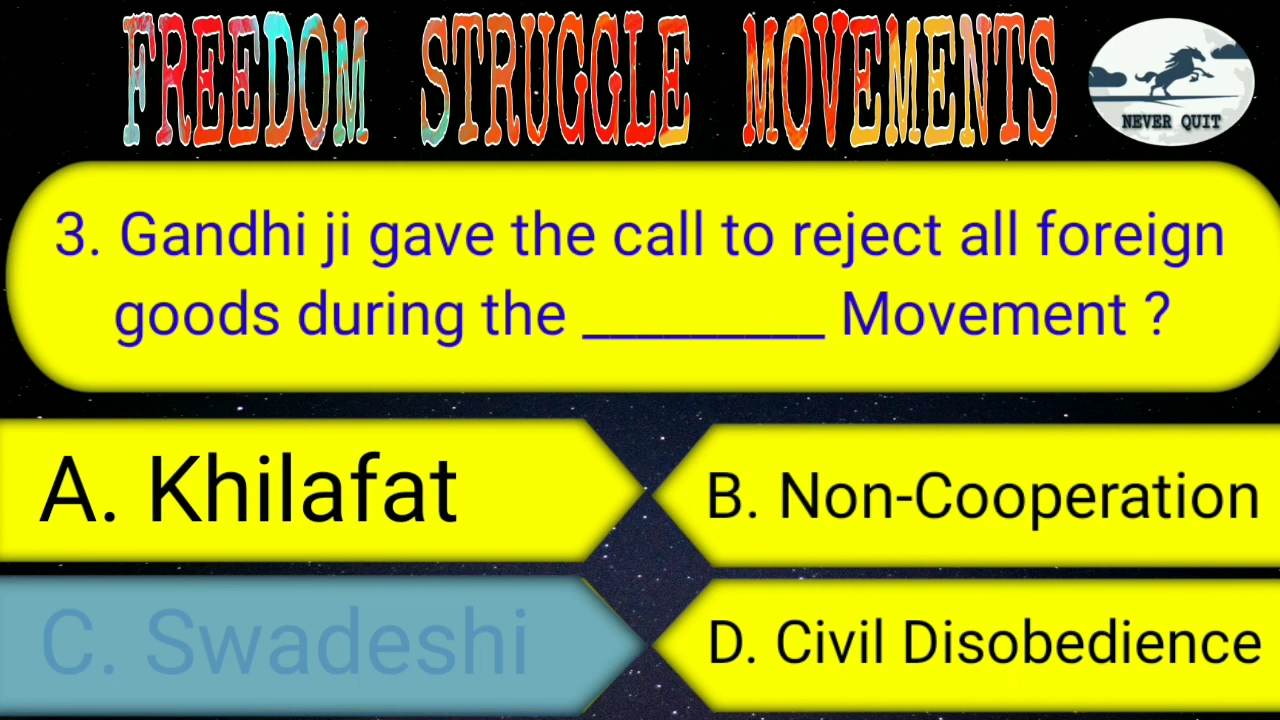 FREEDOM STRUGGLE MOVEMENTS
NEVER QUIT
3. Gandhi ji gave the call to reject all foreign
goods during the _________ Movement ?
A. Khilafat
B. Non-Cooperation
C. Swadeshi
D. Civil Disobedience